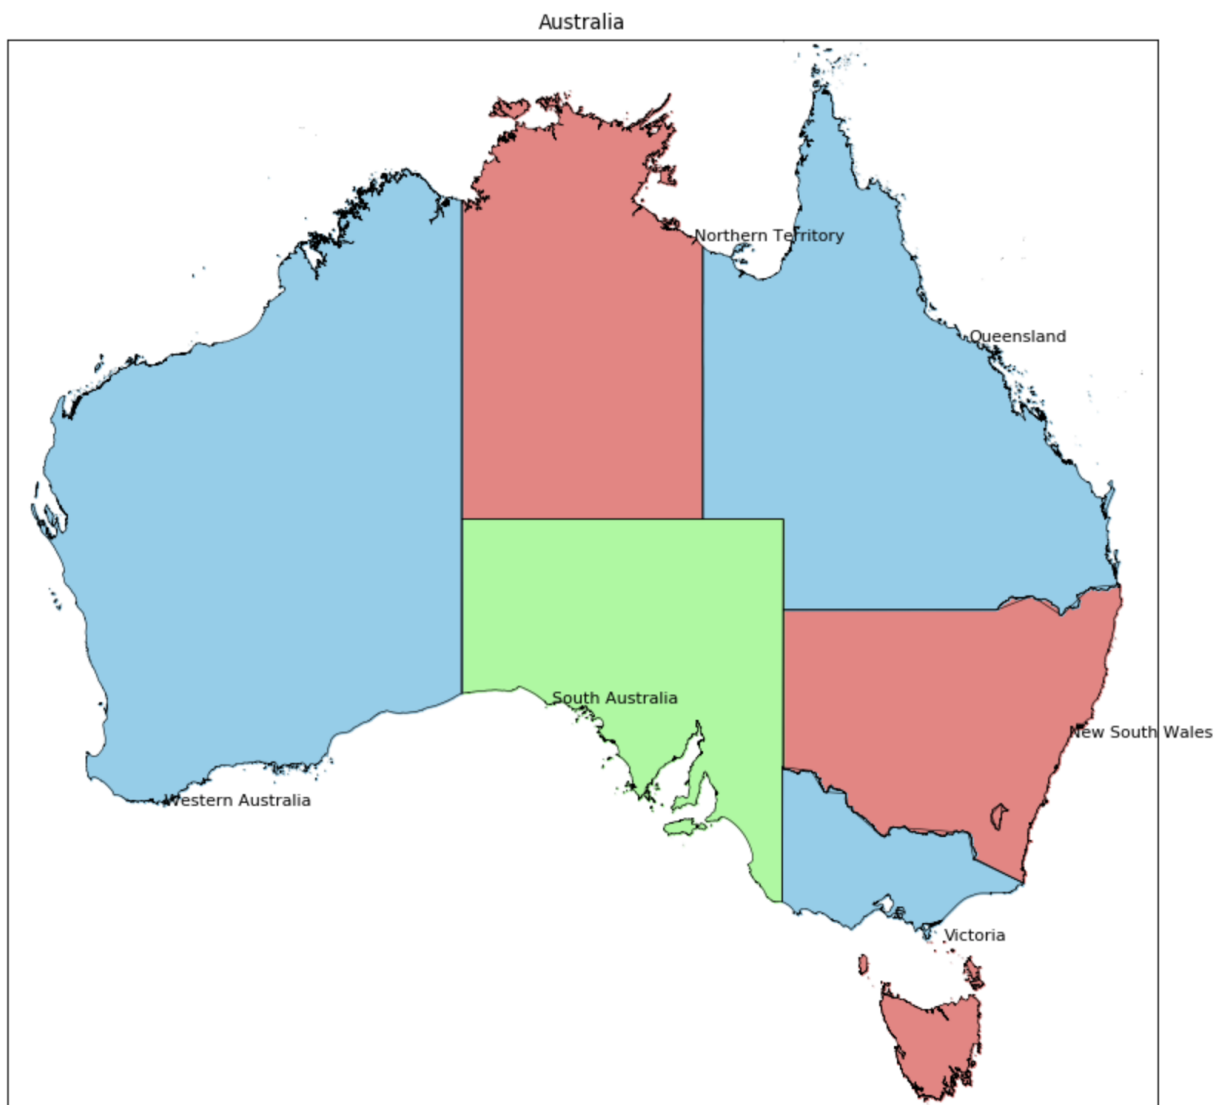 Australia
Northern Territory
Queensland
South Australia
New South Wales
Western Australia
Victoria